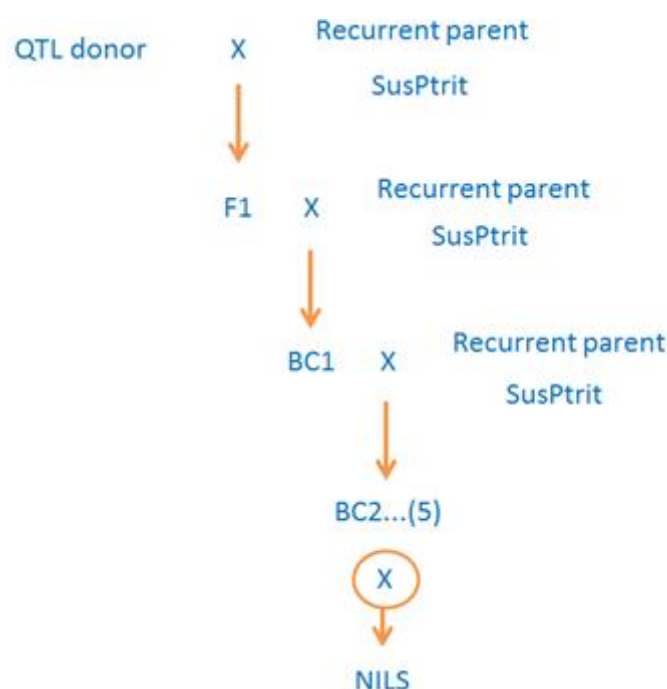 QTL donor X Recurrent parent
SusPtrit
F1 X Recurrent parent
SusPtrit
BC1 X Recurrent parent
SusPtrit
BC2...(5)
X
NILS